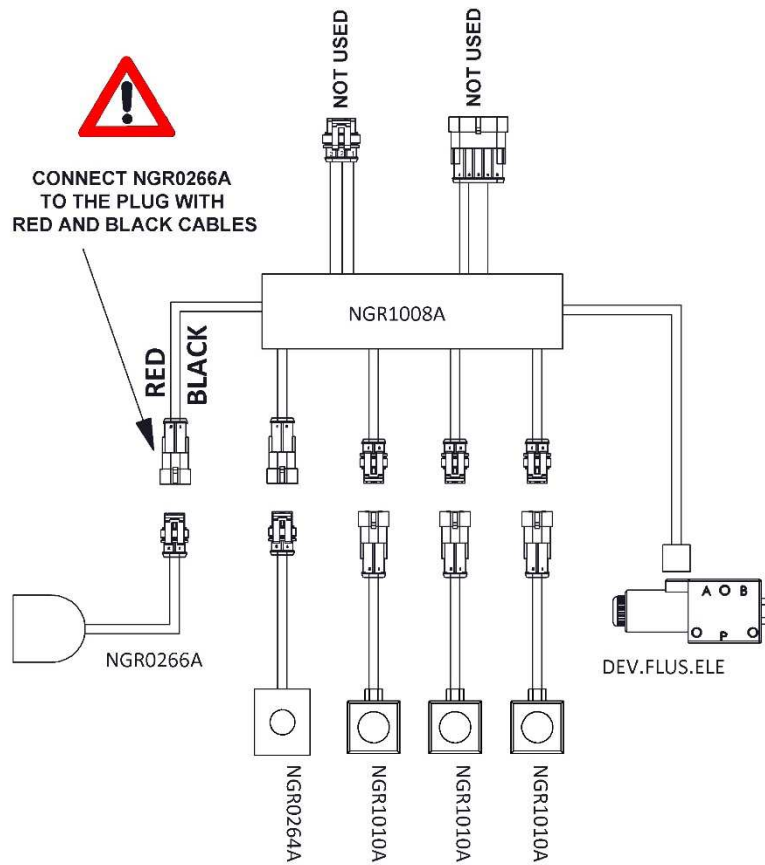 NOT USED
NOT USED
CONNECT NGR0266A
TO THE PLUG WITH
RED AND BLACK CABLES
NGR1008A
RED
BLACK
A
B
P
NGR0266A
DEV.FLUS.ELE
NGR0264A
NGR1010A
NGR1010A
NGR1010A